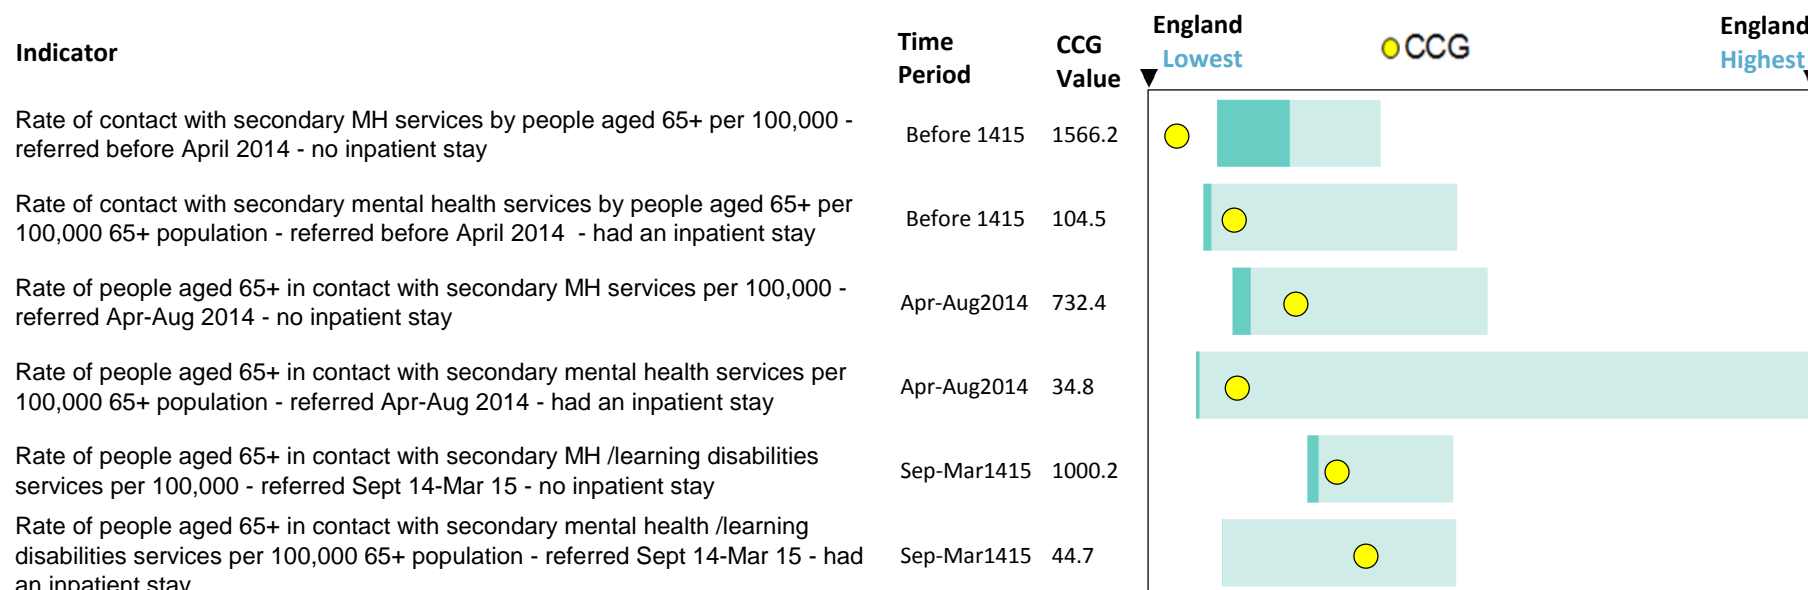 Indicator
Time
Period
CCG
Value
England
Lowest
CCG
England
Highest
Rate of contact with secondary MH services by people aged 65+ per 100,000 -
referred before April 2014 - no inpatient stay
Before 1415
1566.2
Rate of contact with secondary mental health services by people aged 65+ per
100,000 65+ population - referred before April 2014 - had an inpatient stay
Before 1415
104.5
Rate of people aged 65+ in contact with secondary MH services per 100,000 -
referred Apr-Aug 2014 - no inpatient stay
Apr-Aug2014
732.4
Rate of people aged 65+ in contact with secondary mental health services per
100,000 65+ population - referred Apr-Aug 2014 - had an inpatient stay
Apr-Aug2014
34.8
Rate of people aged 65+ in contact with secondary MH /learning disabilities
services per 100,000 - referred Sept 14-Mar 15 - no inpatient stay
Sep-Mar1415
1000.2
Rate of people aged 65+ in contact with secondary mental health /learning
disabilities services per 100,000 65+ population - referred Sept 14-Mar 15 - had
an inpatient stay
Sep-Mar1415
44.7